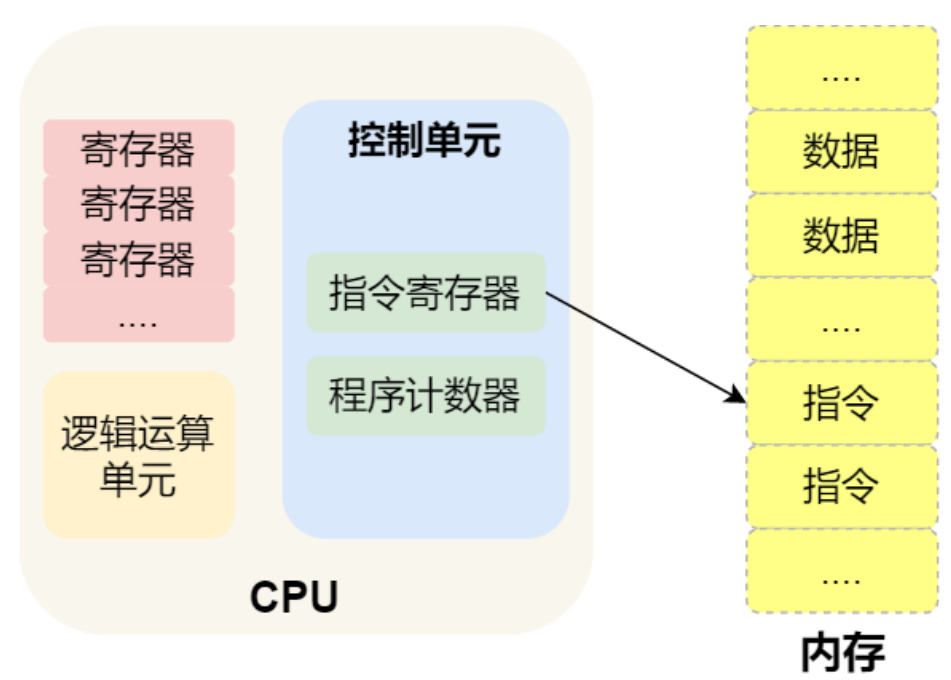 寄存器
寄存器
寄存器
....
逻辑运算
单元
控制单元
指令寄存器
程序计数器
CPU
....
数据
数据
....
指令
指令
....
内存